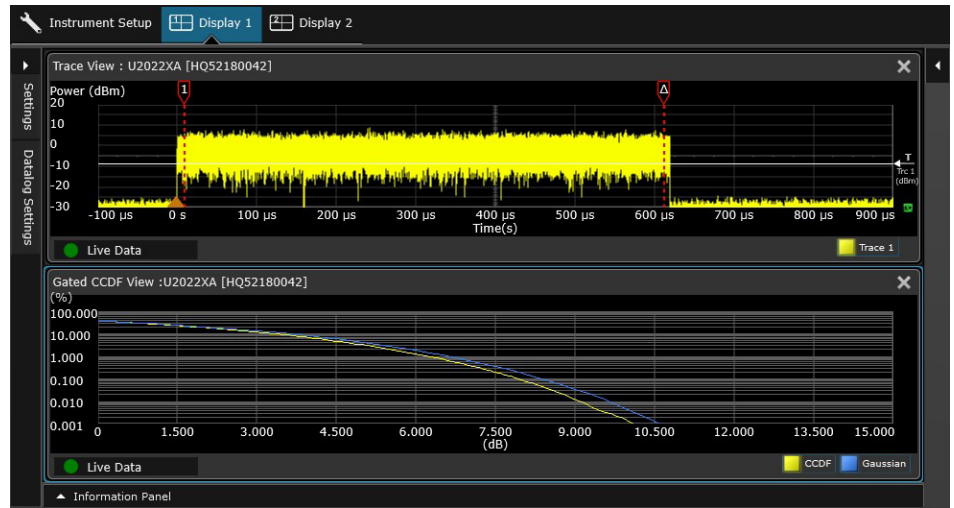 Instrument Setup 1 Display 1 2 Display 2
Settings
Datalog Settings
Trace View : U2022XA [HQ52180042]
Power (dBm)
1 Δ
20
10
0
-10
-20
-30
T
Trc 1
(dBm)
-100 µs 0 s 100 µs 200 µs 300 µs 400 µs 500 µs 600 µs 700 µs 800 µs 900 µs
Time(s)
Live Data Trace 1
Gated CCDF View :U2022XA [HQ52180042]
(%)
100.000
10.000
1.000
0.100
0.010
0.001
0 1.500 3.000 4.500 6.000 7.500 9.000 10.500 12.000 13.500 15.000
(dB)
Live Data CCDF Gaussian
Information Panel